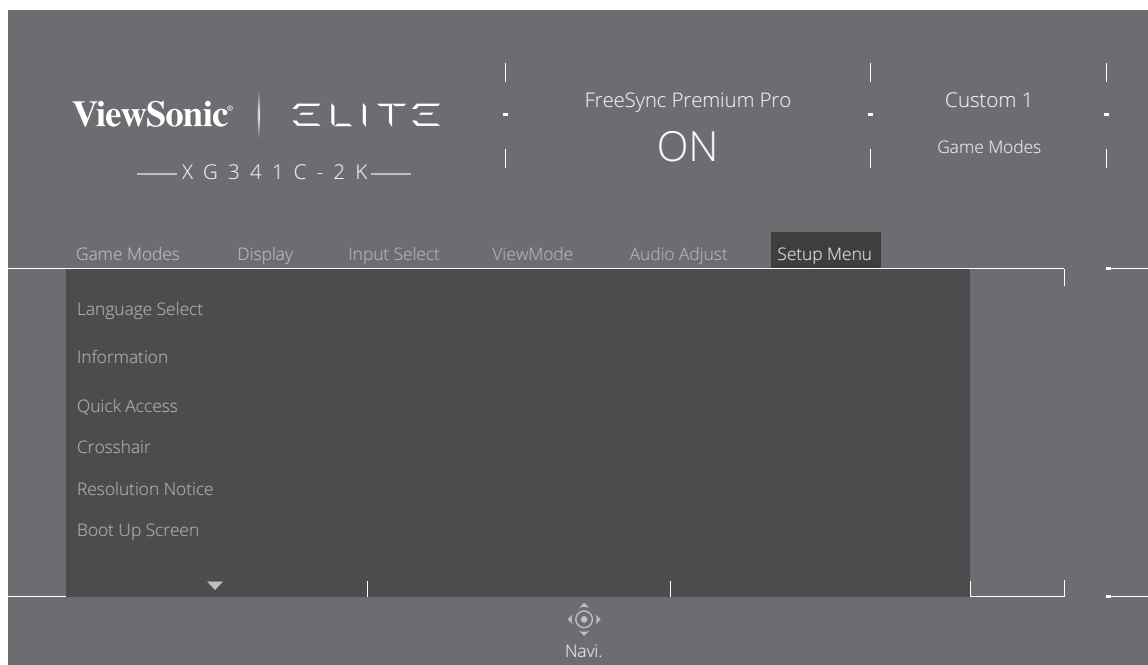 ViewSonic® ELITE
XG341C-2K
FreeSync Premium Pro
ON
Custom 1
Game Modes
Game Modes Display Input Select ViewMode Audio Adjust Setup Menu
Language Select
Information
Quick Access
Crosshair
Resolution Notice
Boot Up Screen
Navi.